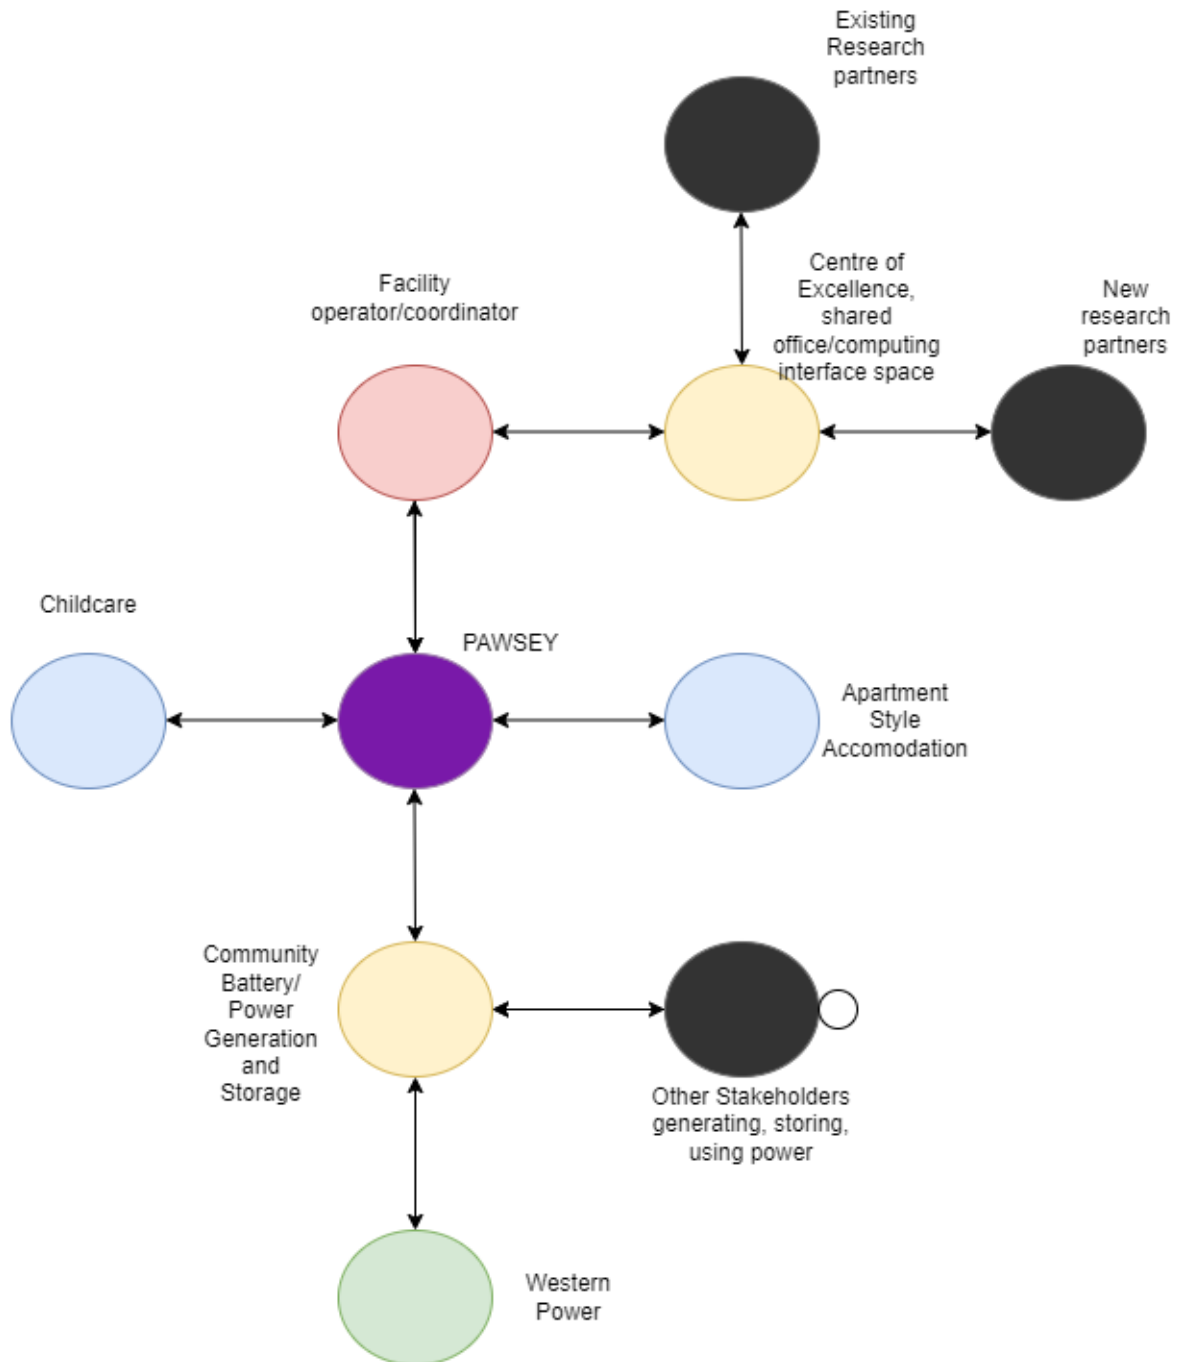 Existing
Research
partners
Centre of
Excellence,
shared
office/computing
interface space
Facility
operator/coordinator
New
research
partners
Childcare
PAWSEY
Apartment
Style
Accomodation
Community
Battery/
Power
Generation
and
Storage
Other Stakeholders
generating, storing,
using power
Western
Power